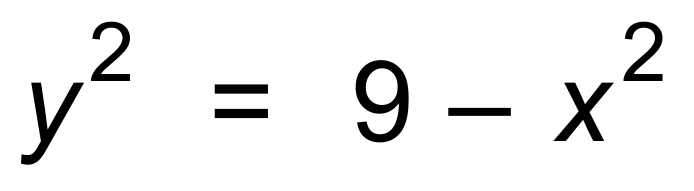 y² = 9 – x²